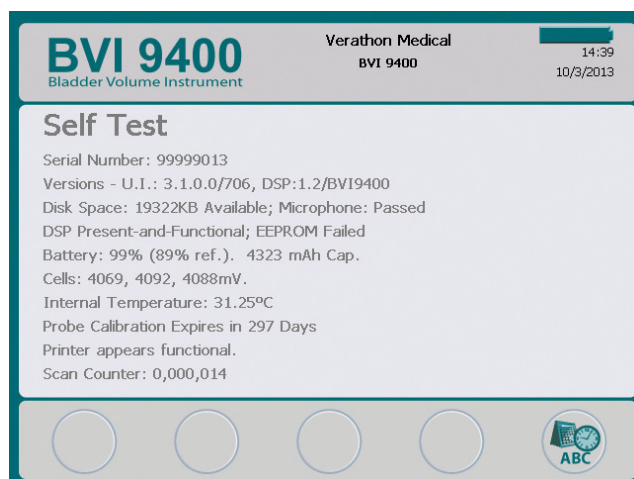 BVI 9400
Bladder Volume Instrument
Verathon Medical
BVI 9400
14:39
10/3/2013
Self Test
Serial Number: 99999013
Versions - U.I.: 3.1.0.0/706, DSP:1.2/BVI9400
Disk Space: 19322KB Available; Microphone: Passed
DSP Present-and-Functional; EEPROM Failed
Battery: 99% (89% ref.).  4323 mAh Cap.
Cells: 4069, 4092, 4088mV.
Internal Temperature: 31.25ºC
Probe Calibration Expires in 297 Days
Printer appears functional.
Scan Counter: 0,000,014
ABC